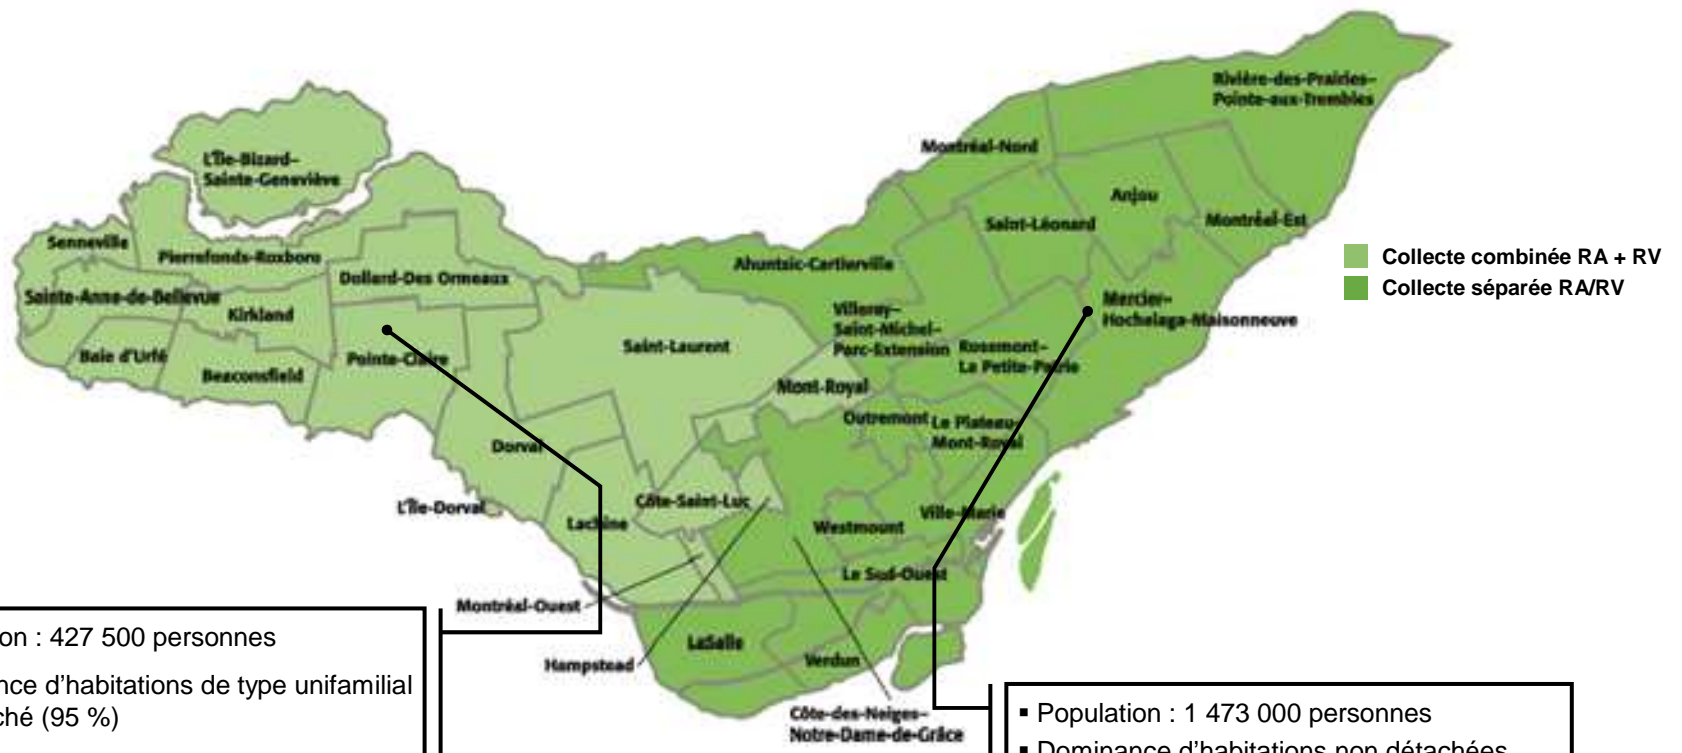 Rivière-des-Prairies–
Pointe-aux-Trembles
Montréal-Nord
L'Île-Bizard–
Sainte-Geneviève
Anjou
Saint-Léonard
Montréal-Est
Senneville
Pierrefonds-Roxboro
Ahuntsic-Cartierville
Dollard-Des Ormeaux
Collecte combinée RA + RV
Collecte séparée RA/RV
Sainte-Anne-de-Bellevue
Kirkland
Villeray–
Saint-Michel–
Parc-Extension
Mercier–
Hochelaga-Maisonneuve
Baie d'Urfé
Beaconsfield
Pointe-Claire
Saint-Laurent
Rosemont–
La Petite-Patrie
Mont-Royal
Outremont
Le Plateau-
Mont-Royal
Dorval
L'Île-Dorval
Lachine
Côte-Saint-Luc
Westmount
Ville-Marie
Le Sud-Ouest
Montréal-Ouest
LaSalle
Hampstead
Verdun
Côte-des-Neiges–
Notre-Dame-de-Grâce
on : 427 500 personnes
nce d'habitations de type unifamilial
ché (95 %)
▪ Population : 1 473 000 personnes
▪ Dominance d'habitations non détachées